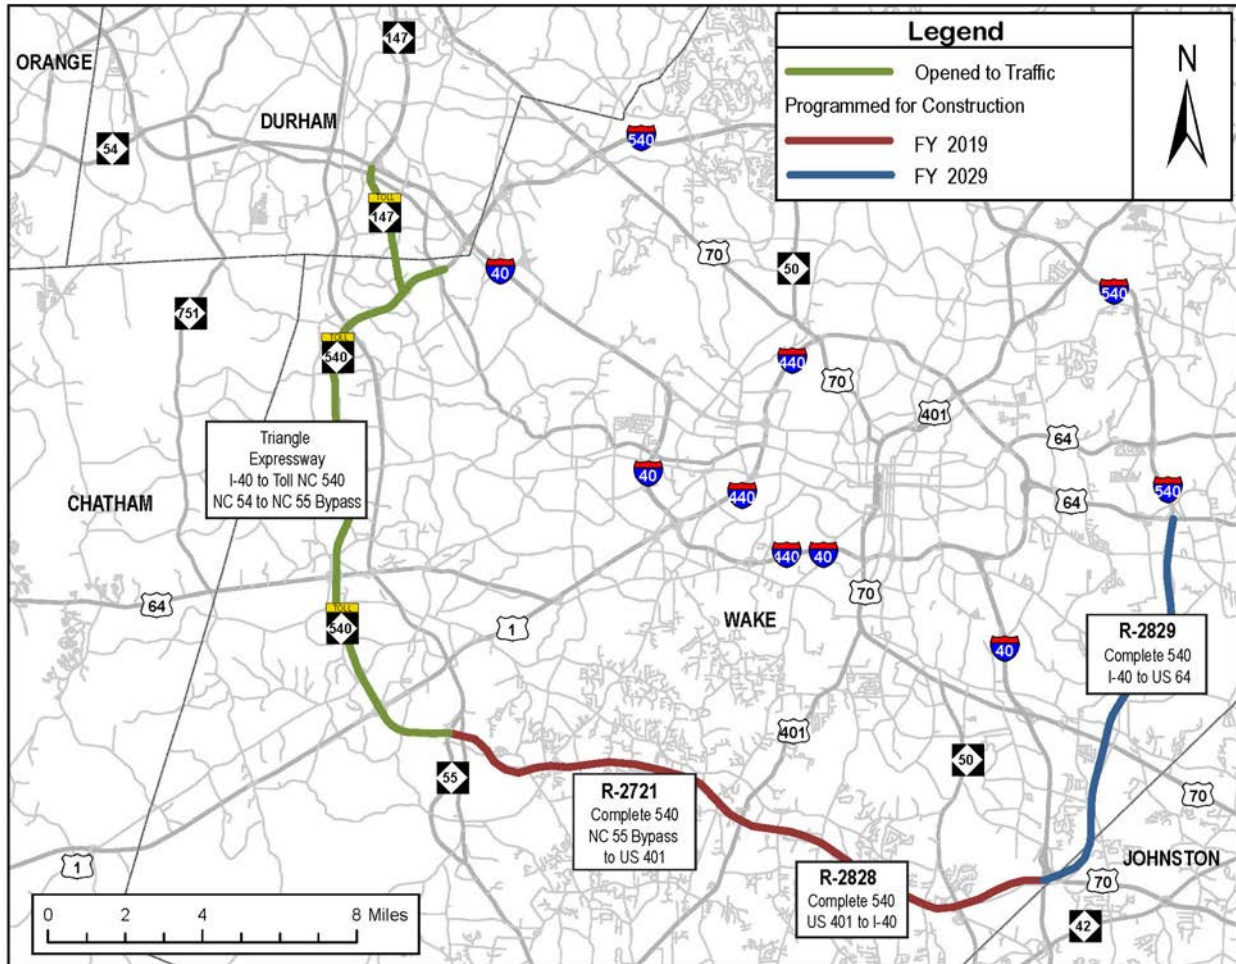 Legend
Opened to Traffic
Programmed for Construction
FY 2019
FY 2029
N
ORANGE
147
DURHAM
54
540
TOLL
147
70
50
40
540
751
TOLL
540
440
70
401
64
Triangle
Expressway
I-40 to Toll NC 540
NC 54 to NC 55 Bypass
40
440
540
64
CHATHAM
440
40
64
70
TOLL
540
1
WAKE
40
R-2829
Complete 540
I-40 to US 64
401
55
50
70
R-2721
Complete 540
NC 55 Bypass
to US 401
1
R-2828
Complete 540
US 401 to I-40
JOHNSTON
70
42
0 2 4 8 Miles